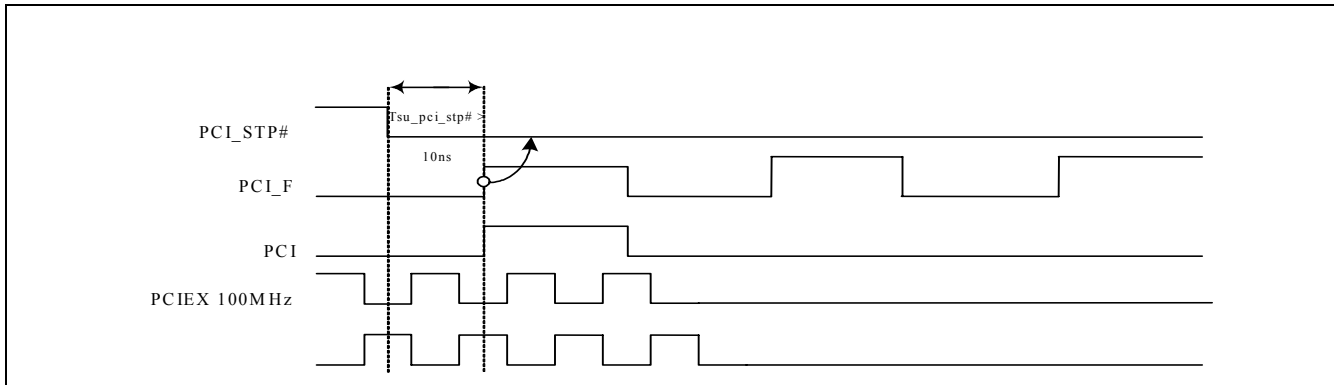 Tsu_pci_stp# >
PCI_STP#
10ns
PCI_F
PCI
PCIEX 100MHz